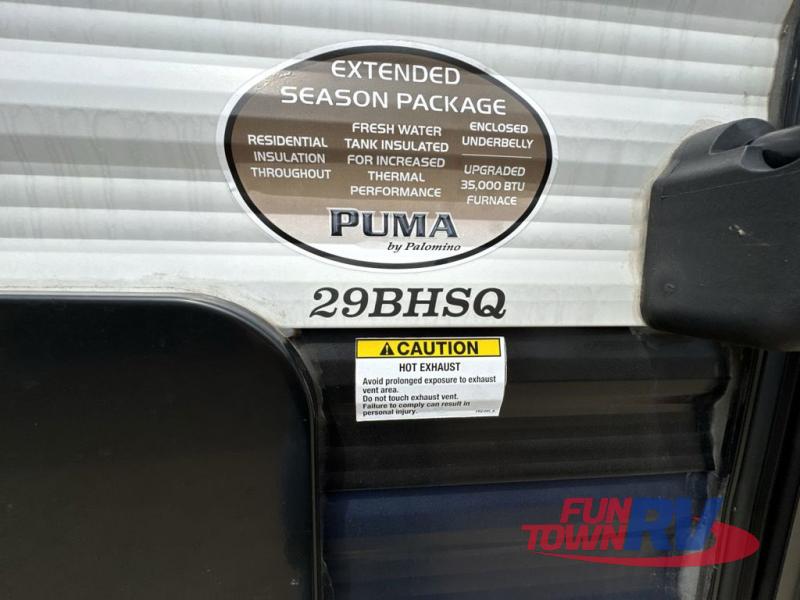 EXTENDED
SEASON PACKAGE
RESIDENTIAL
INSULATION
THROUGHOUT
FRESH WATER
TANK INSULATED
FOR INCREASED
THERMAL
PERFORMANCE
ENCLOSED
UNDERBELLY
UPGRADED
35,000 BTU
FURNACE
PUMA
by Palomino
29BHSQ
CAUTION
HOT EXHAUST
Avoid prolonged exposure to exhaust
vent area.
Do not touch exhaust vent.
Failure to comply can result in
personal injury.
FUN
TOWN RV